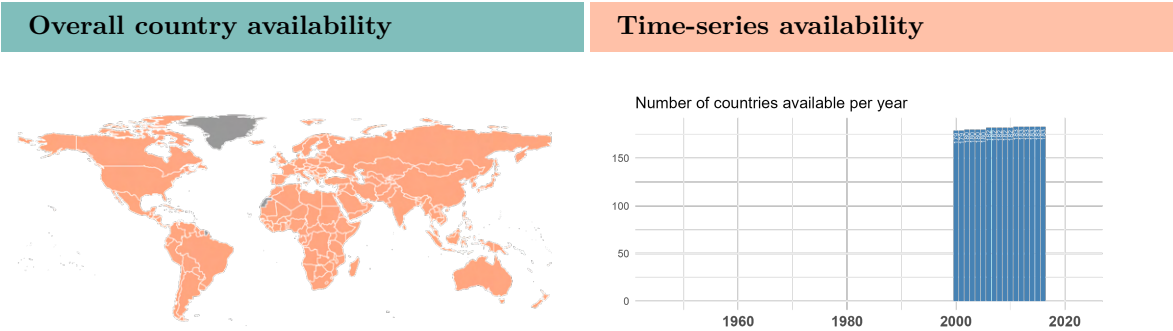 Overall country availability
Time-series availability
Number of countries available per year
150
100
50
0
1960 1980 2000 2020